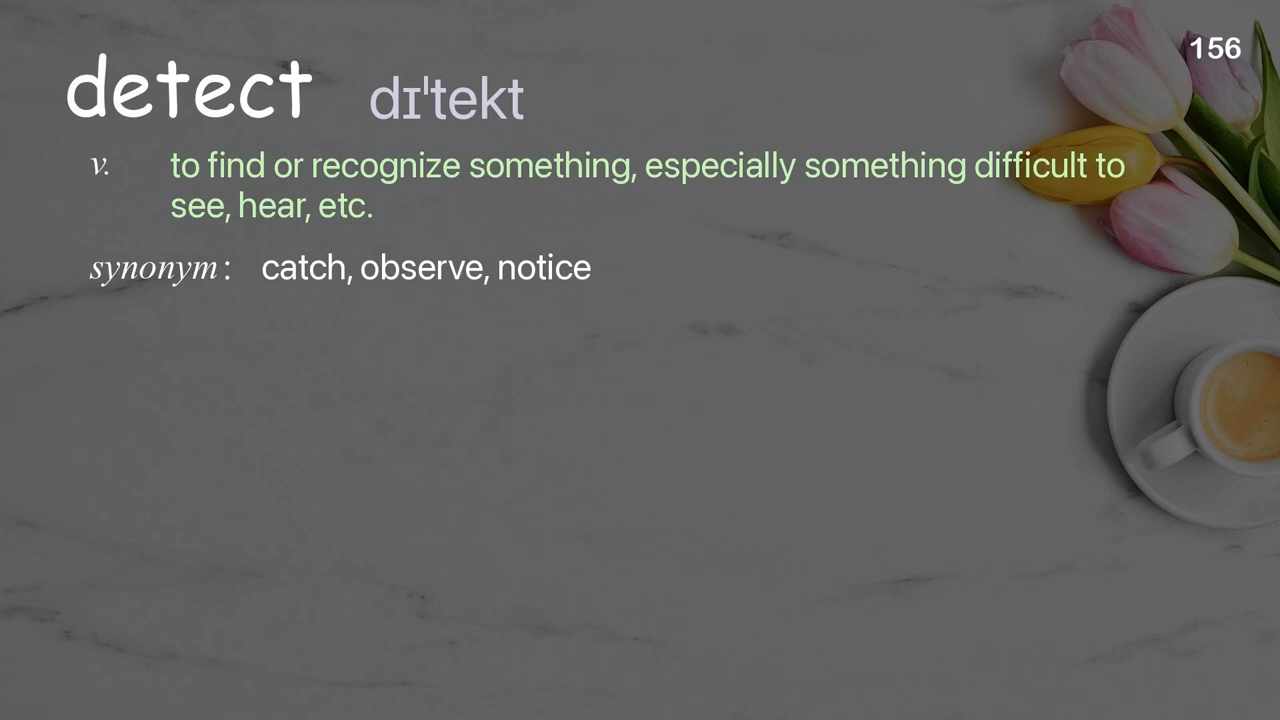 156
detect dɪˈtekt
v. to find or recognize something, especially something difficult to
see, hear, etc.
synonym : catch, observe, notice